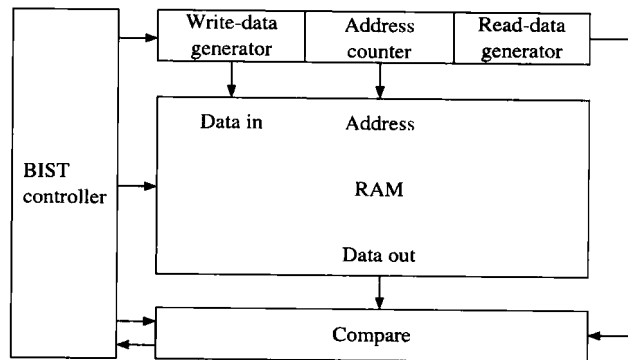 Write-data
generator
Address
counter
Read-data
generator
Data in
Address
BIST
controller
RAM
Data out
Compare